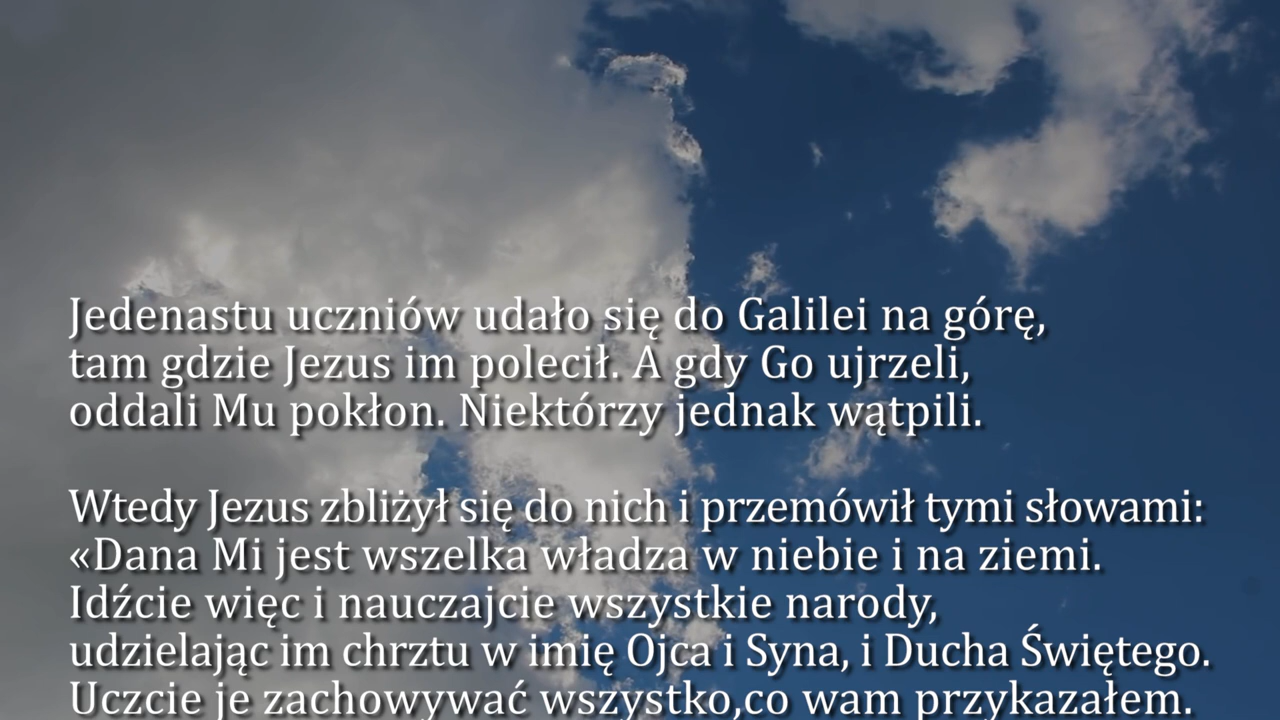 Jedenastu uczniów udało się do Galilei na górę,
tam gdzie Jezus im polecił. A gdy Go ujrzeli,
oddali Mu pokłon. Niektórzy jednak wątpili.
Wtedy Jezus zbliżył się do nich i przemówił tymi słowami:
«Dana Mi jest wszelka władza w niebie i na ziemi.
Idźcie więc i nauczajcie wszystkie narody,
udzielając im chrztu w imię Ojca i Syna, i Ducha Świętego.
Uczcie je zachowywać wszystko,co wam przykazałem.